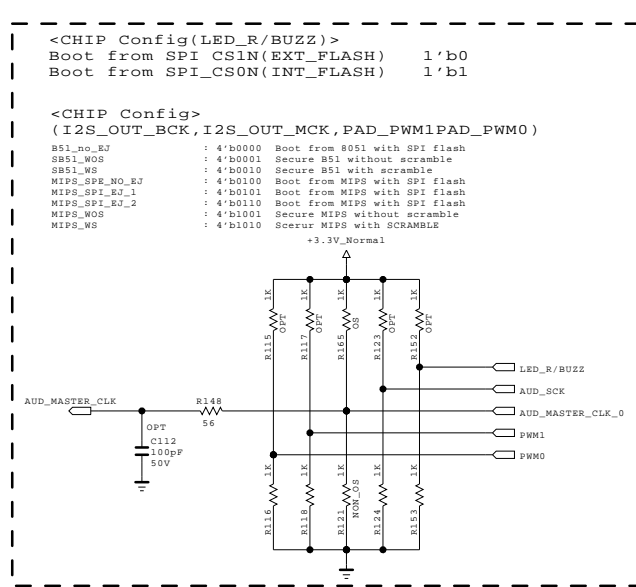 <CHIP Config(LED_R/BUZZ)>
Boot from SPI CS1N(EXT_FLASH) 1'b0
Boot from SPI_CS0N(INT_FLASH) 1'b1
<CHIP Config>
(I2S_OUT_BCK,I2S_OUT_MCK,PAD_PWM1PAD_PWM0)
B51_no_EJ : 4'b0000 Boot from 8051 with SPI flash
SB51_WOS : 4'b0001 Secure B51 without scramble
SB51_WS : 4'b0010 Secure B51 with scramble
MIPS_SPE_NO_EJ : 4'b0100 Boot from MIPS with SPI flash
MIPS_SPI_EJ_1 : 4'b0101 Boot from MIPS with SPI flash
MIPS_SPI_EJ_2 : 4'b0110 Boot from MIPS with SPI flash
MIPS_WOS : 4'b1001 Secure MIPS without scramble
MIPS_WS : 4'b1010 Scerur MIPS with SCRAMBLE
+3.3V_Normal
1K 1K 1K 1K 1K
OPT OPT OS OPT OPT
R115 R117 R165 R123 R152
LED_R/BUZZ
AUD_SCK
AUD_MASTER_CLK
R148
56
AUD_MASTER_CLK_0
OPT
C112
100pF
50V
PWM1
PWM0
1K 1K 1K 1K 1K
NON_OS
R116 R118 R121 R124 R153